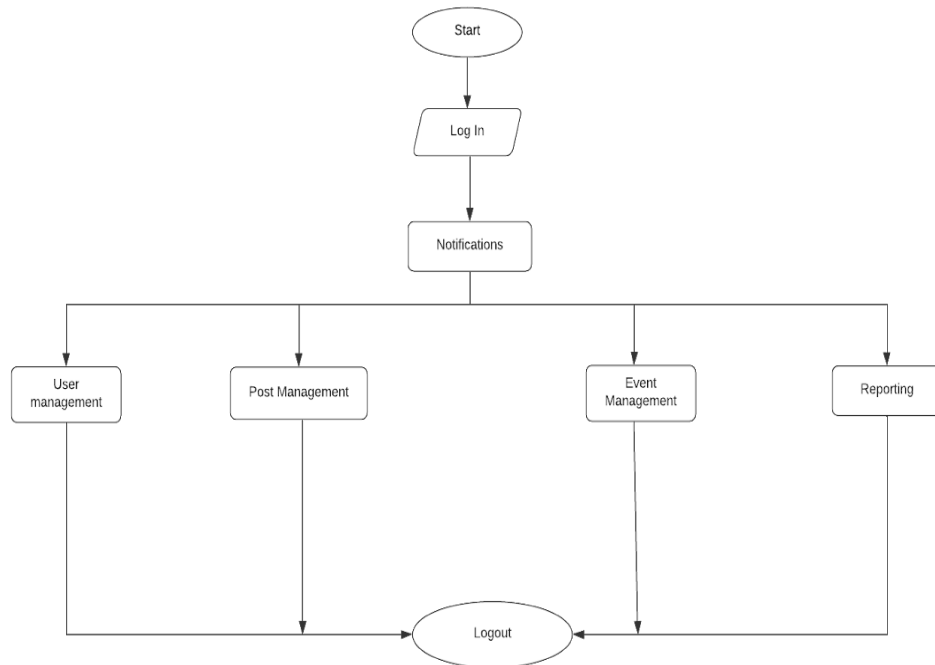 Start
Log In
Notifications
User
management
Post Management
Event
Management
Reporting
Logout